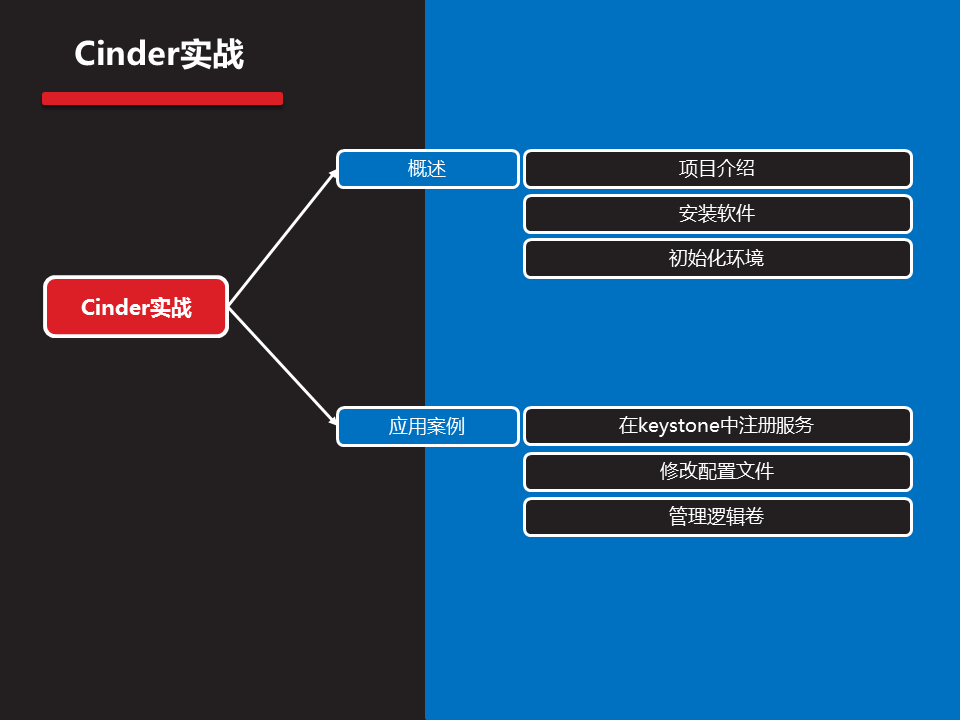 Cinder实战
概述
项目介绍
安装软件
初始化环境
Cinder实战
应用案例
在keystone中注册服务
修改配置文件
管理逻辑卷